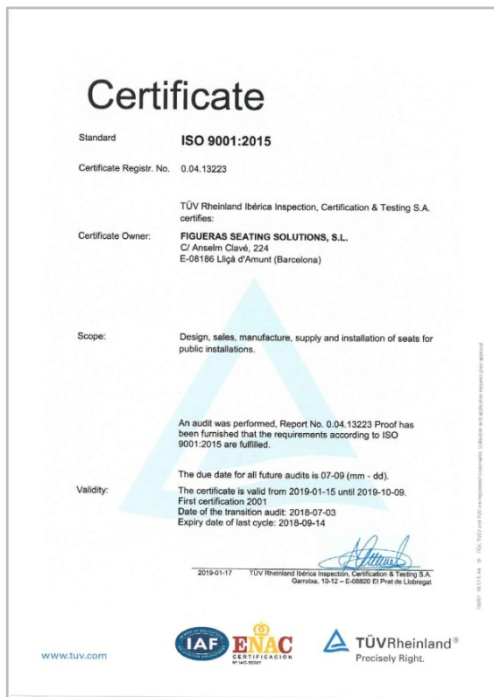 Certificate
Standard ISO 9001:2015
Certificate Registr. No. 0.04.13223
TÜV Rheinland Ibérica Inspection, Certification & Testing S.A.
certifies:
Certificate Owner: FIGUERAS SEATING SOLUTIONS, S.L.
C/ Anselm Clavé, 224
E-08186 Lliçà d'Amunt (Barcelona)
Scope: Design, sales, manufacture, supply and installation of seats for
public installations.
An audit was performed, Report No. 0.04.13223 Proof has
been furnished that the requirements according to ISO
9001:2015 are fulfilled.
The due date for all future audits is 07-09 (mm - dd).
Validity: The certificate is valid from 2019-01-15 until 2019-10-09.
First certification 2001
Date of the transition audit: 2018-07-03
Expiry date of last cycle: 2018-09-14
2019-01-17 TÜV Rheinland Ibérica Inspection, Certification & Testing S.A.
Garrotxa, 10-12 – E-08820 El Prat de Llobregat
www.tuv.com
IAF
ENAC
CERTIFICACIÓN
TÜVRheinland®
Precisely Right.